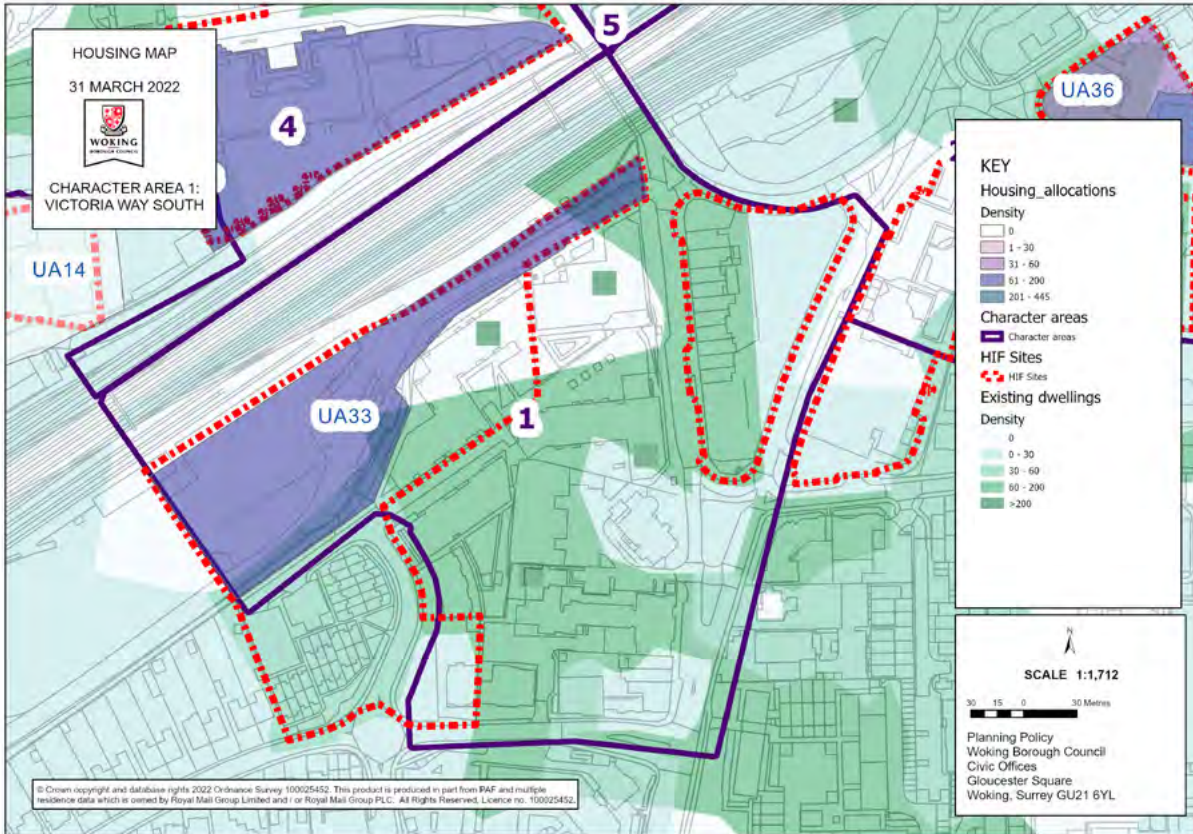 HOUSING MAP
31 MARCH 2022
WOKING
BOROUGH COUNCIL
CHARACTER AREA 1:
VICTORIA WAY SOUTH
5
4
UA36
UA14
UA33
1
KEY
Housing_allocations
Density
0
1 - 30
31 - 60
61 - 200
201 - 445
Character areas
Character areas
HIF Sites
HIF Sites
Existing dwellings
Density
0
0 - 30
30 - 60
60 - 200
>200
N
SCALE 1:1,712
30 15 0 30 Metres
Planning Policy
Woking Borough Council
Civic Offices
Gloucester Square
Woking, Surrey GU21 6YL
© Crown copyright and database rights 2022 Ordnance Survey 100025452. This product is produced in part from PAF and multiple
residence data which is owned by Royal Mail Group Limited and / or Royal Mail Group PLC. All Rights Reserved, Licence no. 100025452.